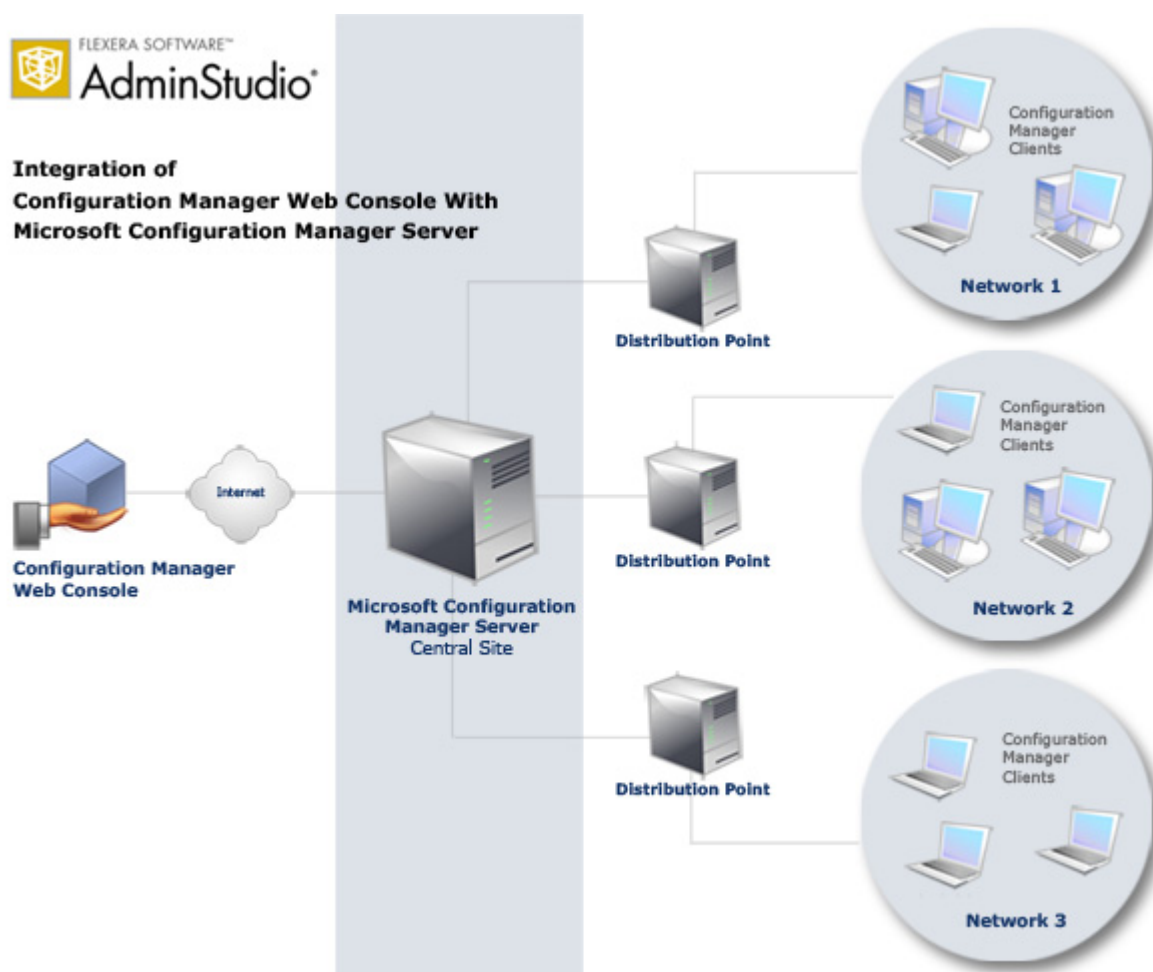 FLEXERA SOFTWARE™
AdminStudio®
Integration of
Configuration Manager Web Console With
Microsoft Configuration Manager Server
Configuration Manager
Web Console
Internet
Microsoft Configuration
Manager Server
Central Site
Distribution Point
Configuration
Manager
Clients
Network 1
Distribution Point
Configuration
Manager
Clients
Network 2
Distribution Point
Configuration
Manager
Clients
Network 3